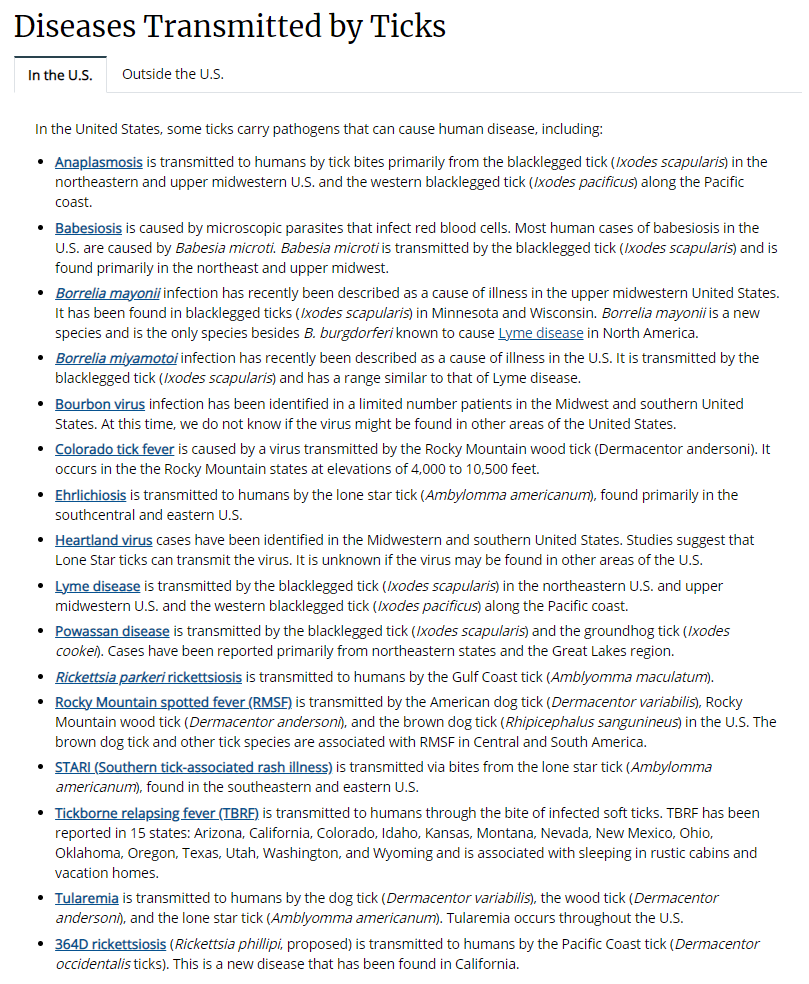 Diseases Transmitted by Ticks
In the U.S.
Outside the U.S.
In the United States, some ticks carry pathogens that can cause human disease, including:
• Anaplasmosis is transmitted to humans by tick bites primarily from the blacklegged tick (Ixodes scapularis) in the
northeastern and upper midwestern U.S. and the western blacklegged tick (Ixodes pacificus) along the Pacific
coast.
• Babesiosis is caused by microscopic parasites that infect red blood cells. Most human cases of babesiosis in the
U.S. are caused by Babesia microti. Babesia microti is transmitted by the blacklegged tick (Ixodes scapularis) and is
found primarily in the northeast and upper midwest.
• Borrelia mayonii infection has recently been described as a cause of illness in the upper midwestern United States.
It has been found in blacklegged ticks (Ixodes scapularis) in Minnesota and Wisconsin. Borrelia mayonii is a new
species and is the only species besides B. burgdorferi known to cause Lyme disease in North America.
• Borrelia miyamotoi infection has recently been described as a cause of illness in the U.S. It is transmitted by the
blacklegged tick (Ixodes scapularis) and has a range similar to that of Lyme disease.
• Bourbon virus infection has been identified in a limited number patients in the Midwest and southern United
States. At this time, we do not know if the virus might be found in other areas of the United States.
• Colorado tick fever is caused by a virus transmitted by the Rocky Mountain wood tick (Dermacentor andersoni). It
occurs in the the Rocky Mountain states at elevations of 4,000 to 10,500 feet.
• Ehrlichiosis is transmitted to humans by the lone star tick (Ambylomma americanum), found primarily in the
southcentral and eastern U.S.
• Heartland virus cases have been identified in the Midwestern and southern United States. Studies suggest that
Lone Star ticks can transmit the virus. It is unknown if the virus may be found in other areas of the U.S.
• Lyme disease is transmitted by the blacklegged tick (Ixodes scapularis) in the northeastern U.S. and upper
midwestern U.S. and the western blacklegged tick (Ixodes pacificus) along the Pacific coast.
• Powassan disease is transmitted by the blacklegged tick (Ixodes scapularis) and the groundhog tick (Ixodes
cookei). Cases have been reported primarily from northeastern states and the Great Lakes region.
• Rickettsia parkeri rickettsiosis is transmitted to humans by the Gulf Coast tick (Amblyomma maculatum).
• Rocky Mountain spotted fever (RMSF) is transmitted by the American dog tick (Dermacentor variabilis), Rocky
Mountain wood tick (Dermacentor andersoni), and the brown dog tick (Rhipicephalus sangunineus) in the U.S. The
brown dog tick and other tick species are associated with RMSF in Central and South America.
• STARI (Southern tick-associated rash illness) is transmitted via bites from the lone star tick (Ambylomma
americanum), found in the southeastern and eastern U.S.
• Tickborne relapsing fever (TBRF) is transmitted to humans through the bite of infected soft ticks. TBRF has been
reported in 15 states: Arizona, California, Colorado, Idaho, Kansas, Montana, Nevada, New Mexico, Ohio,
Oklahoma, Oregon, Texas, Utah, Washington, and Wyoming and is associated with sleeping in rustic cabins and
vacation homes.
• Tularemia is transmitted to humans by the dog tick (Dermacentor variabilis), the wood tick (Dermacentor
andersoni), and the lone star tick (Amblyomma americanum). Tularemia occurs throughout the U.S.
• 364D rickettsiosis (Rickettsia phillipi, proposed) is transmitted to humans by the Pacific Coast tick (Dermacentor
occidentalis ticks). This is a new disease that has been found in California.